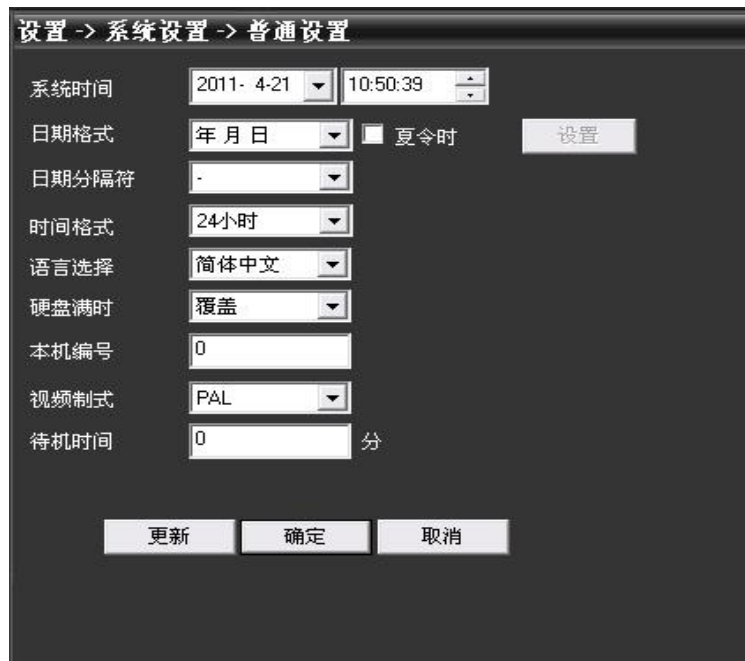 设置 -> 系统设置 -> 普通设置
系统时间 2011- 4-21 10:50:39
日期格式 年 月 日 夏令时 设置
日期分隔符 -
时间格式 24小时
语言选择 简体中文
硬盘满时 覆盖
本机编号 0
视频制式 PAL
待机时间 0 分
更新 确定 取消